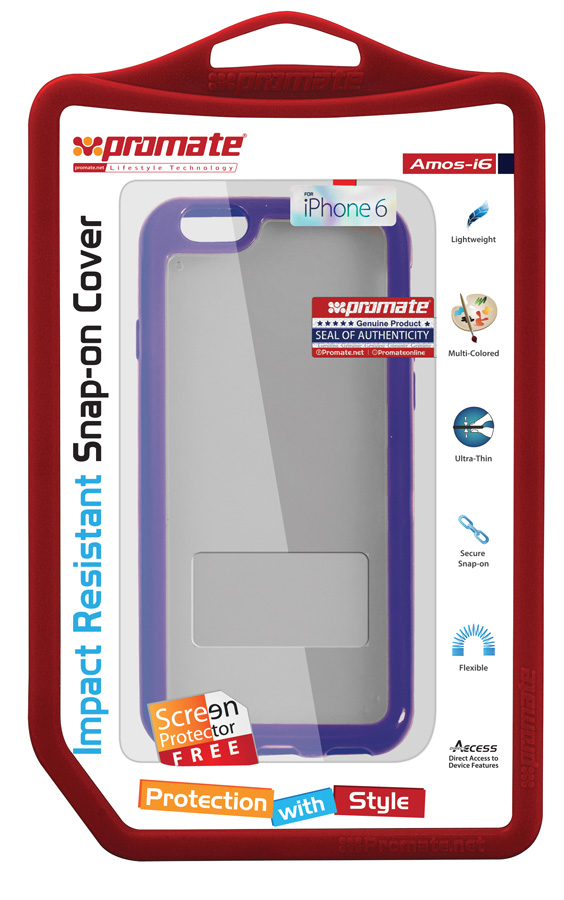 promate
promate
promate.net Lifestyle Technology
Amos-i6
FOR
iPhone 6
Impact Resistant Snap-on Cover
Lightweight
promate
Genuine Product
SEAL OF AUTHENTICITY
Promate.net | Promateonline
Multi-Colored
Ultra-Thin
Secure
Snap-on
Flexible
Screen
Protector
FREE
Access
Direct Access to
Device Features
Protection with Style
promate
Promate.net